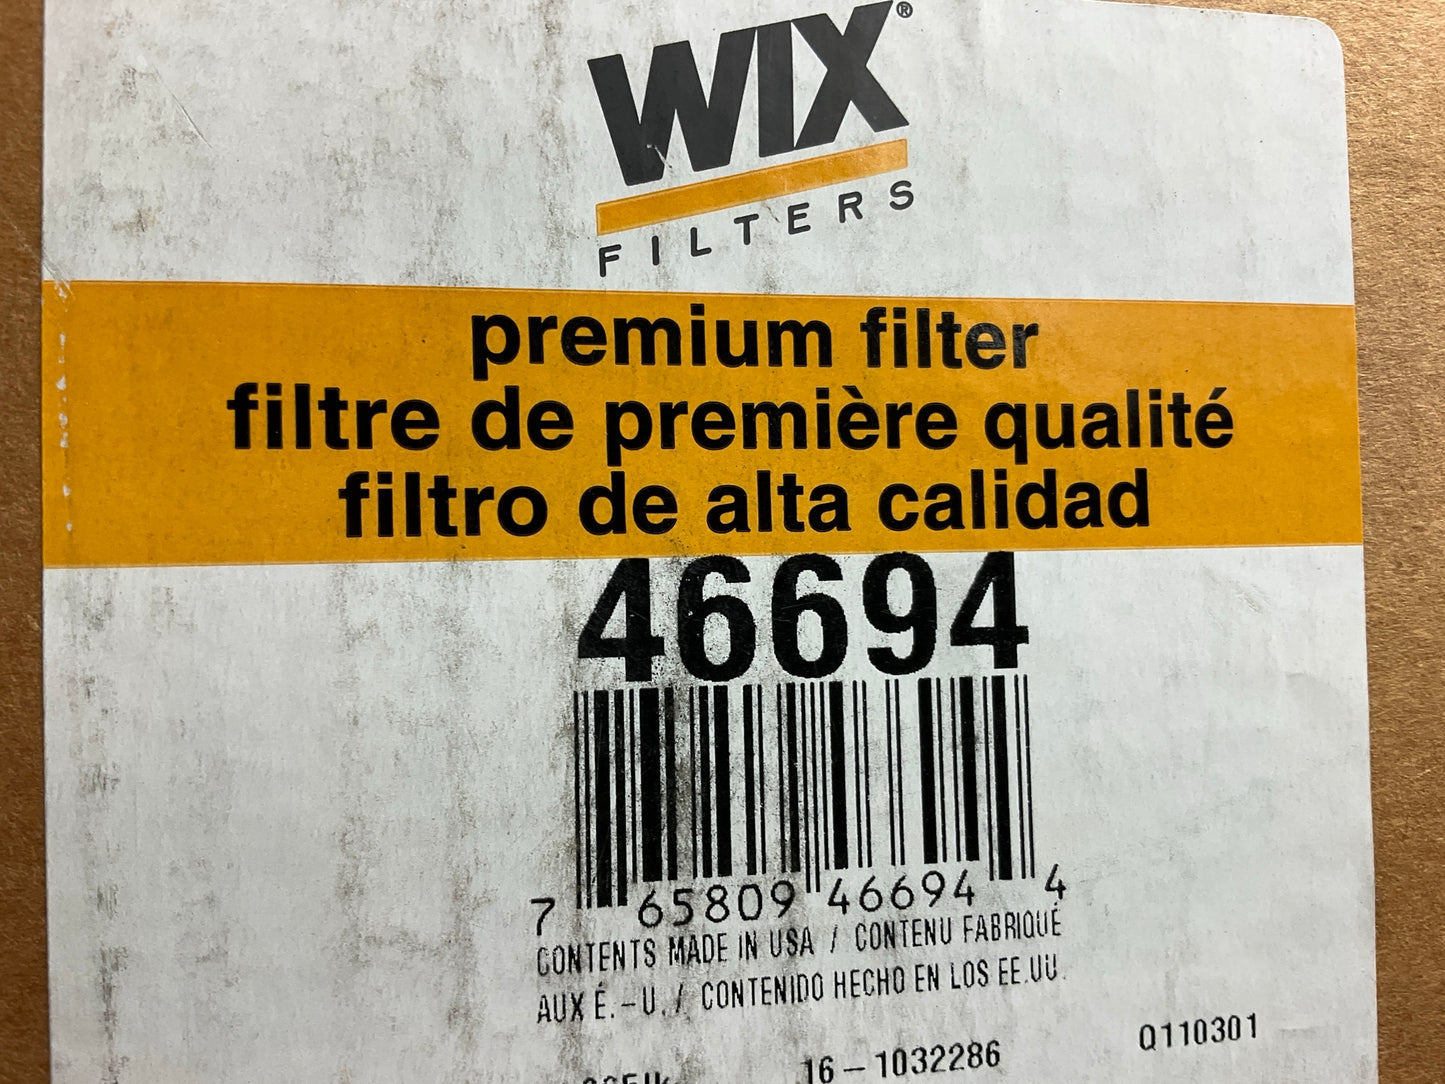 WIX®
FILTERS
premium filter
filtre de première qualité
filtro de alta calidad
46694
7 65809 46694 4
CONTENTS MADE IN USA / CONTENU FABRIQUÉ
AUX É.-U. / CONTENIDO HECHO EN LOS EE.UU.
16-1032286
Q110301